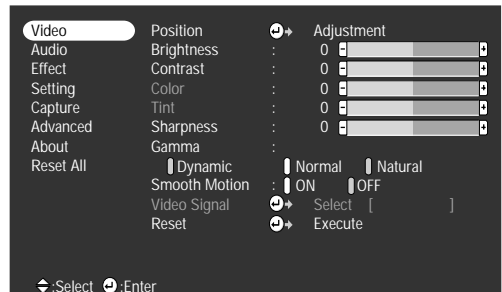 Video Position Adjustment
Audio Brightness : 0 - +
Effect Contrast : 0 - +
Setting Color : 0 - +
Capture Tint : 0 - +
Advanced Sharpness : 0 - +
About Gamma :
Reset All Dynamic Normal Natural
Smooth Motion : ON OFF
Video Signal Select [ ]
Reset Execute
:Select :Enter